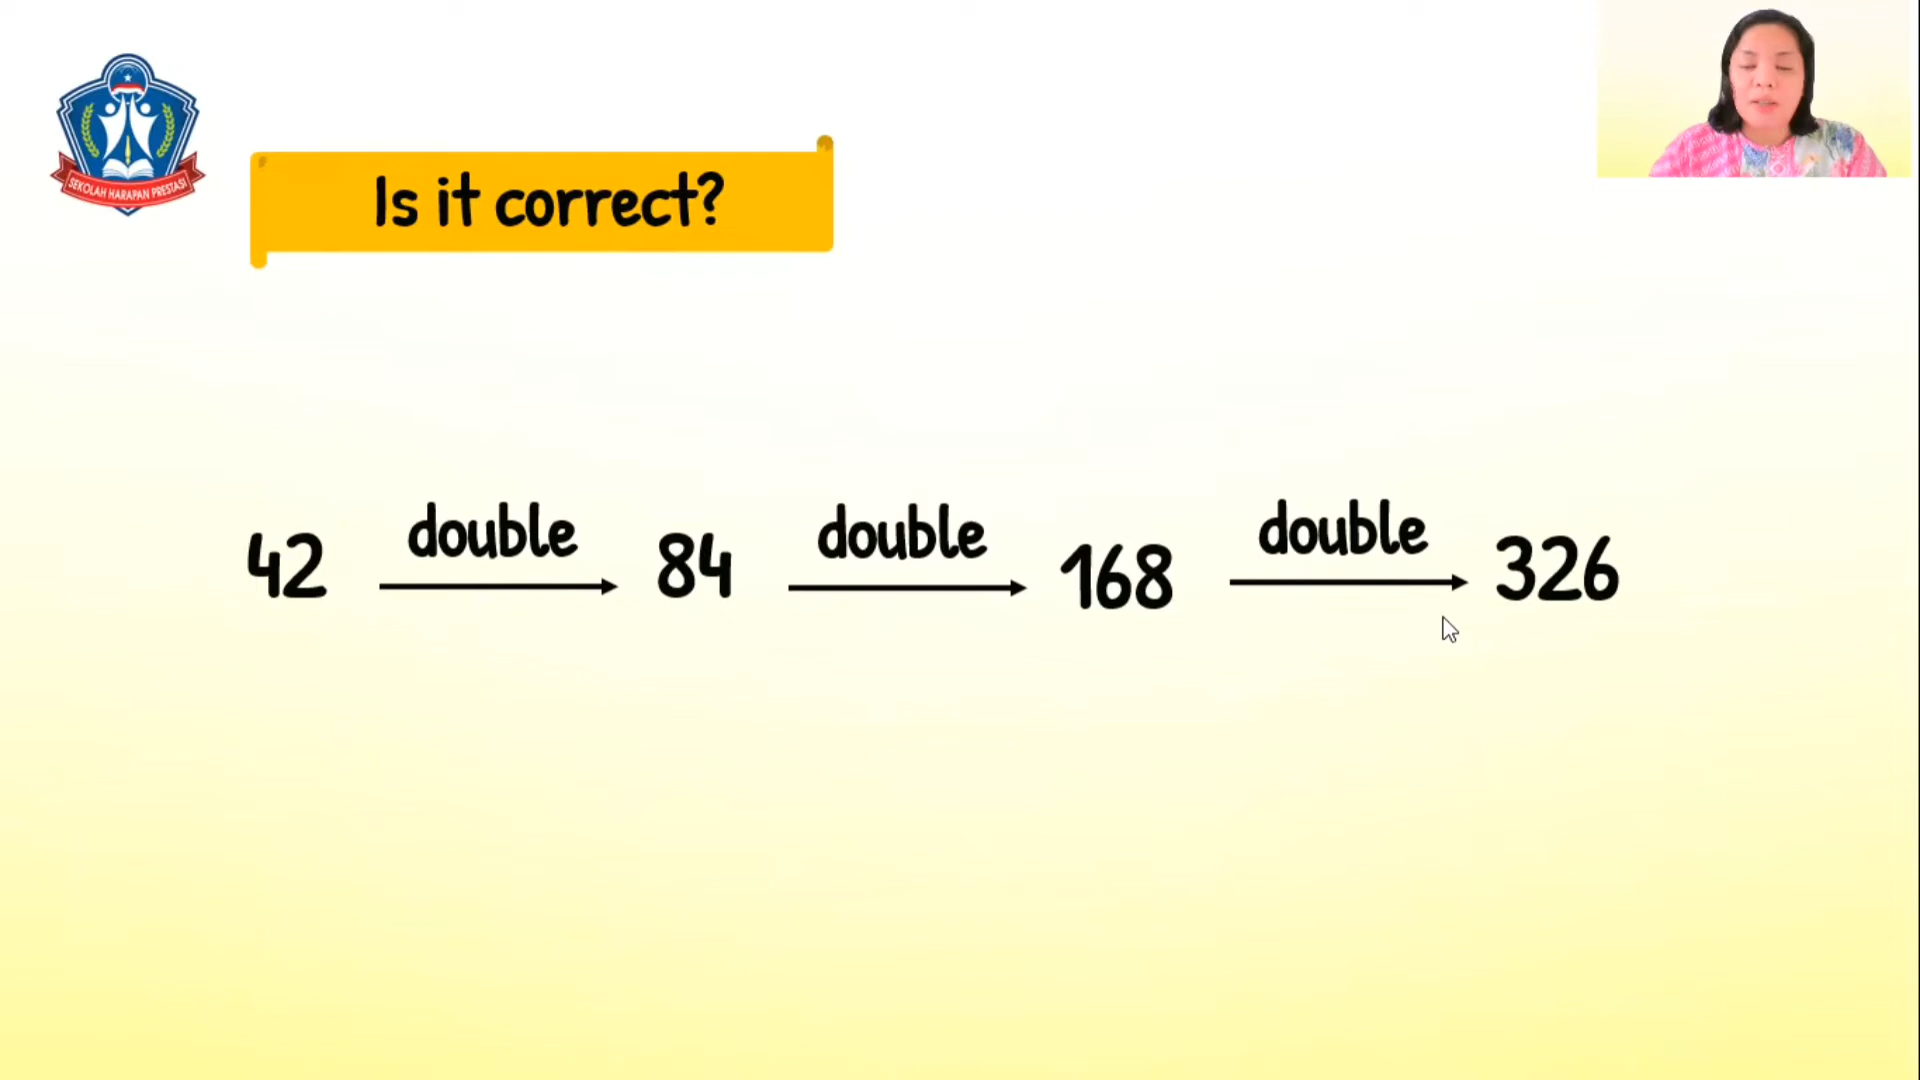 SEKOLAH HARAPAN PRESTASI
Is it correct?
42 double 84 double 168 double 326